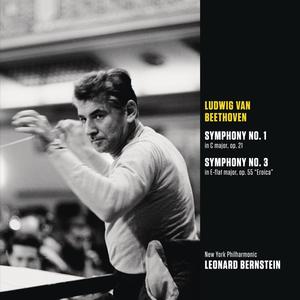 LUDWIG VAN
BEETHOVEN
SYMPHONY NO. 1
in C major, op. 21
SYMPHONY NO. 3
in E-flat major, op. 55 "Eroica"
New York Philharmonic
LEONARD BERNSTEIN